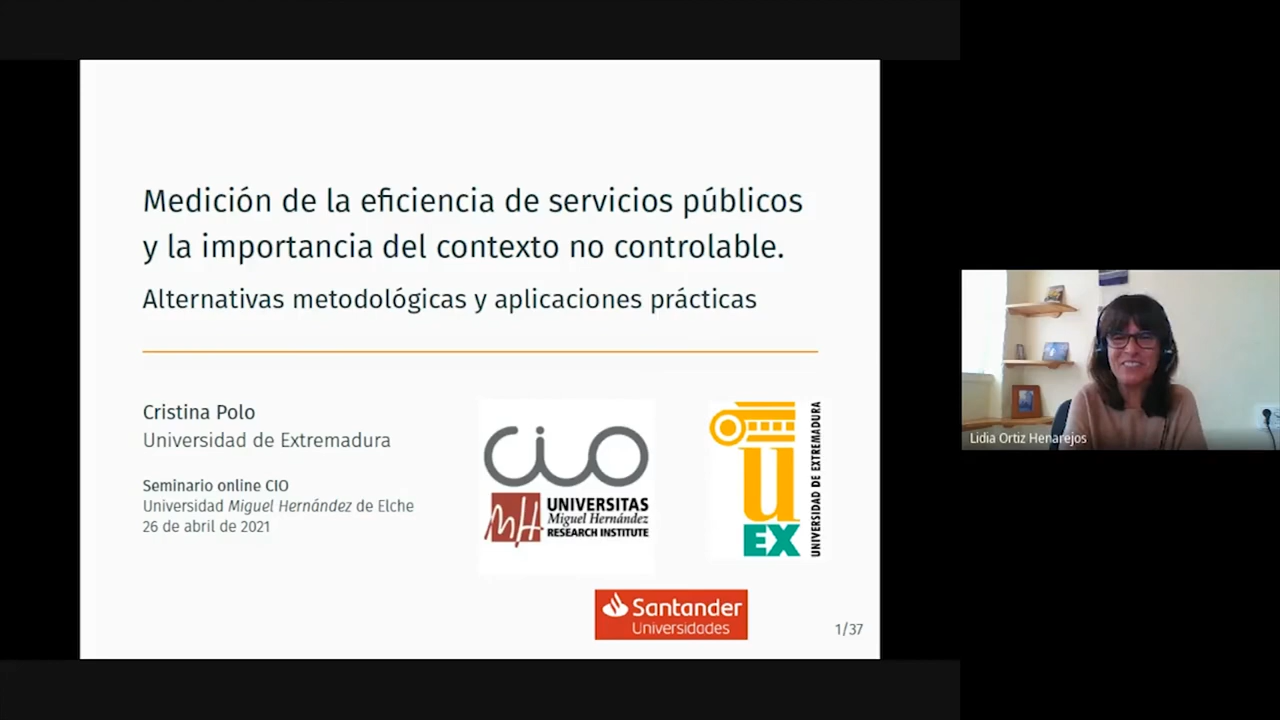 Medición de la eficiencia de servicios públicos
y la importancia del contexto no controlable.
Alternativas metodológicas y aplicaciones prácticas
Cristina Polo
Universidad de Extremadura
Seminario online CIO
Universidad Miguel Hernández de Elche
26 de abril de 2021
CIO
MH
UNIVERSITAS
Miguel Hernández
RESEARCH INSTITUTE
U
EX
UNIVERSIDAD DE EXTREMADURA
Santander
Universidades
1/37
Lidia Ortiz Henarejos